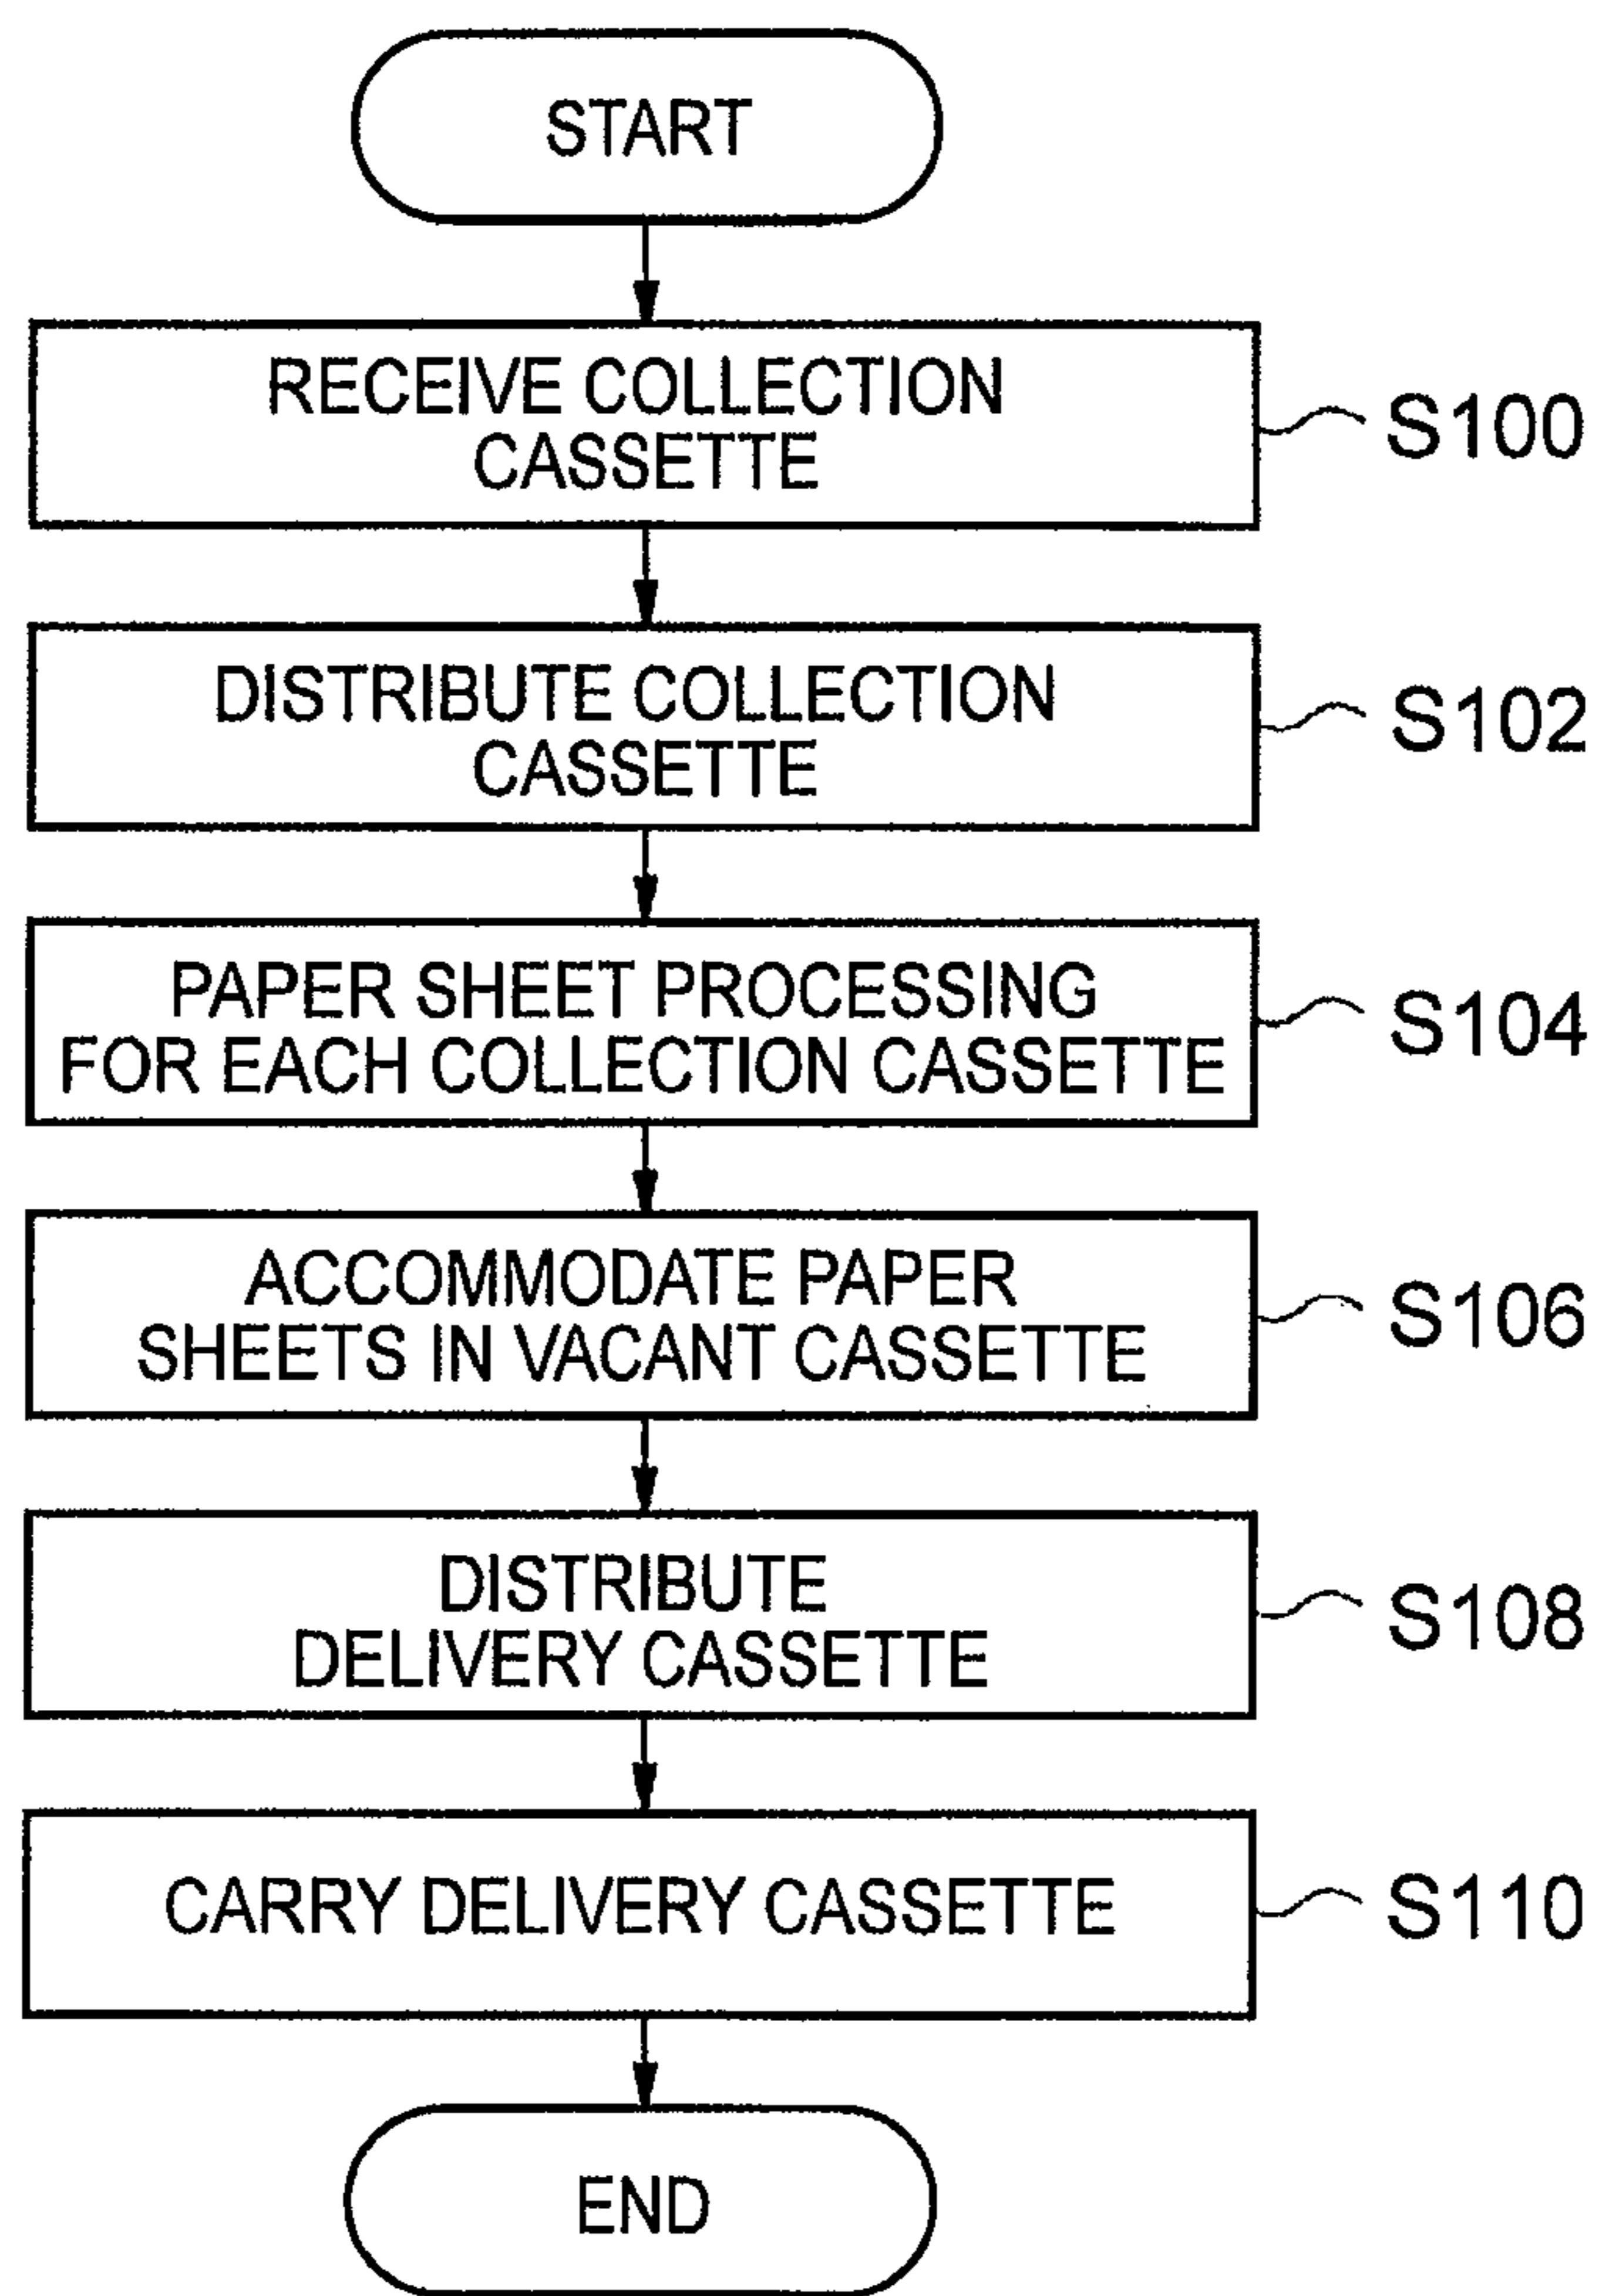 START
RECEIVE COLLECTION
CASSETTE
S100
DISTRIBUTE COLLECTION
CASSETTE
S102
PAPER SHEET PROCESSING
FOR EACH COLLECTION CASSETTE
S104
ACCOMMODATE PAPER
SHEETS IN VACANT CASSETTE
S106
DISTRIBUTE
DELIVERY CASSETTE
S108
CARRY DELIVERY CASSETTE
S110
END